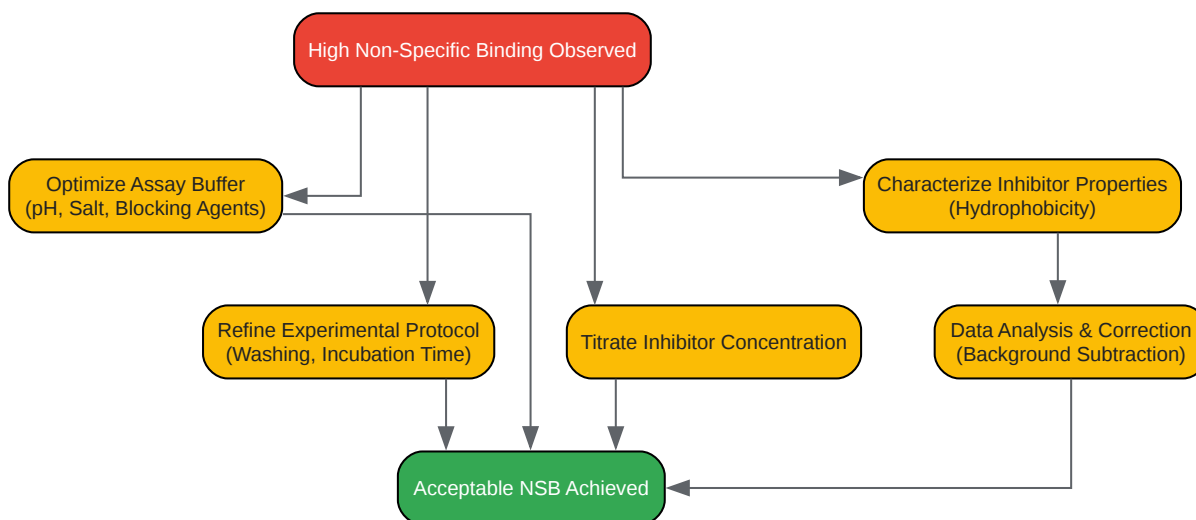 High Non-Specific Binding Observed
Optimize Assay Buffer
(pH, Salt, Blocking Agents)
Characterize Inhibitor Properties
(Hydrophobicity)
Refine Experimental Protocol
(Washing, Incubation Time)
Titrate Inhibitor Concentration
Data Analysis & Correction
(Background Subtraction)
Acceptable NSB Achieved